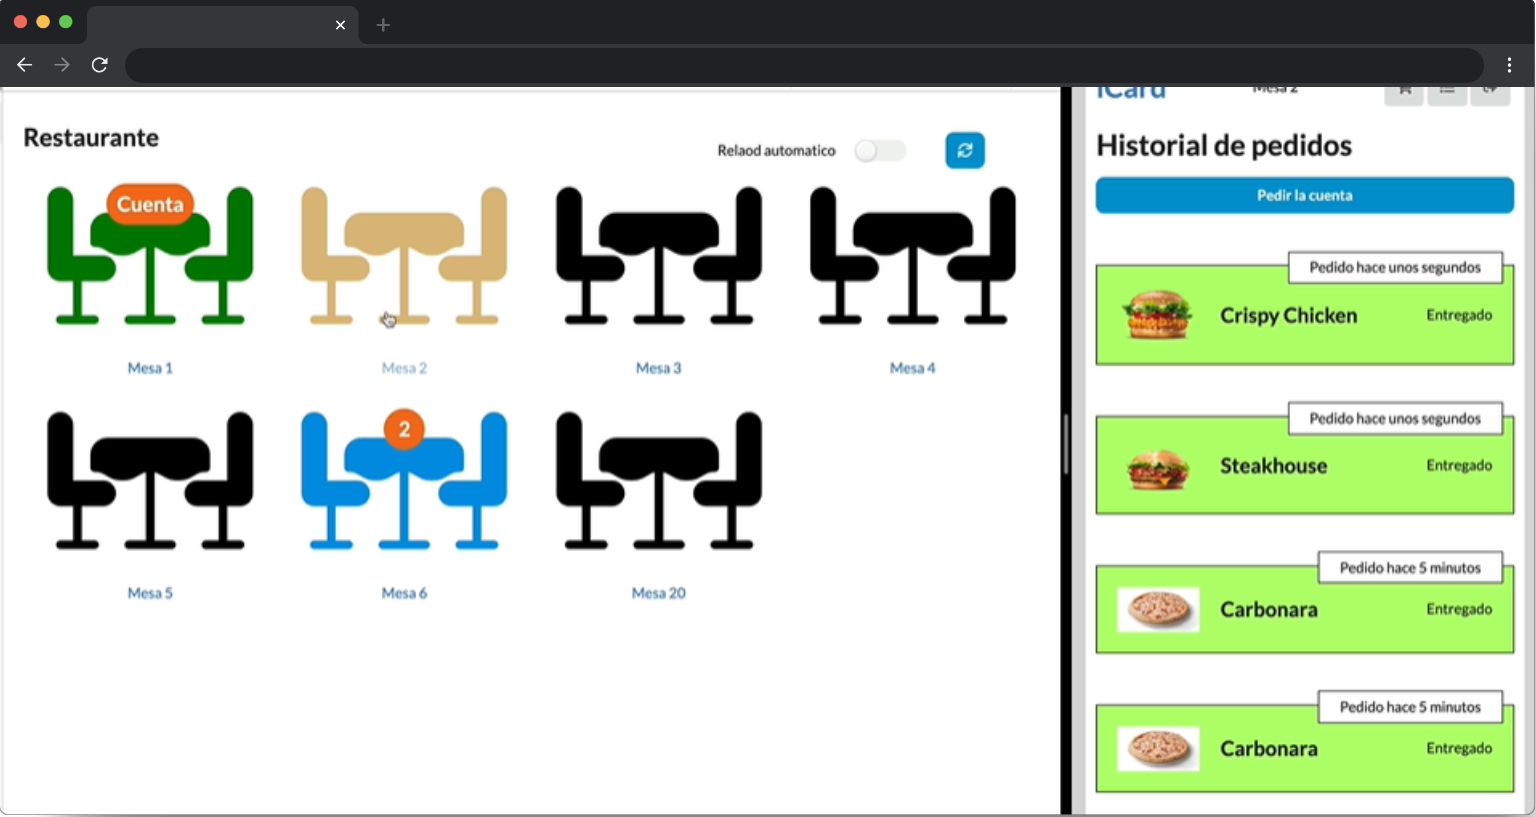 Restaurante
Relaod automatico
Cuenta
Mesa 1
Mesa 2
Mesa 3
Mesa 4
2
Mesa 5
Mesa 6
Mesa 20
iCard
Mesa 2
Historial de pedidos
Pedir la cuenta
Pedido hace unos segundos
Crispy Chicken
Entregado
Pedido hace unos segundos
Steakhouse
Entregado
Pedido hace 5 minutos
Carbonara
Entregado
Pedido hace 5 minutos
Carbonara
Entregado